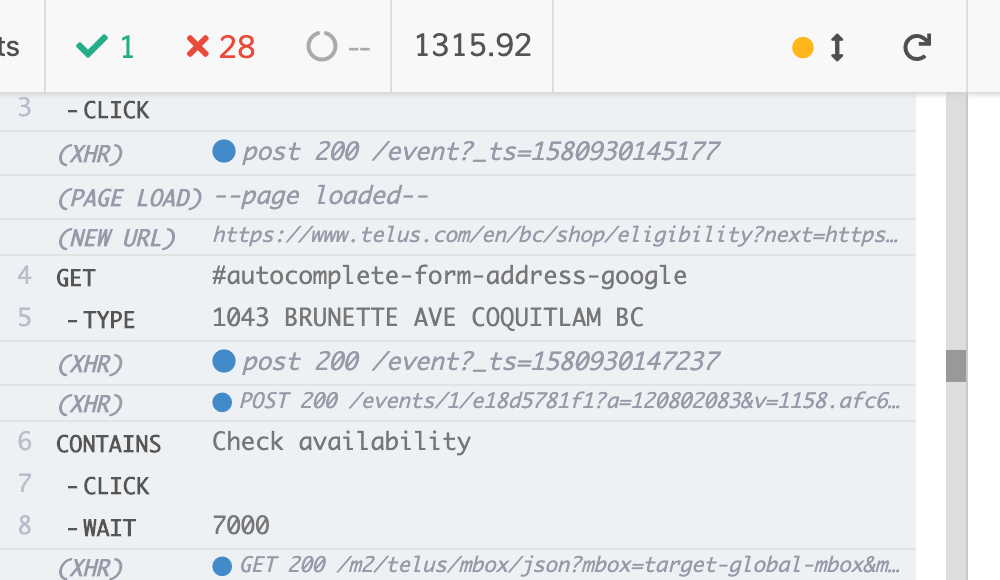 ts 1 28 -- 1315.92
3 -CLICK
(XHR) post 200 /event?_ts=1580930145177
(PAGE LOAD) --page loaded--
(NEW URL) https://www.telus.com/en/bc/shop/eligibility?next=https…
4 GET #autocomplete-form-address-google
5 -TYPE 1043 BRUNETTE AVE COQUITLAM BC
(XHR) post 200 /event?_ts=1580930147237
(XHR) POST 200 /events/1/e18d5781f1?a=120802083&v=1158.afc6…
6 CONTAINS Check availability
7 -CLICK
8 -WAIT 7000
(XHR) GET 200 /m2/telus/mbox/json?mbox=target-global-mbox&m…